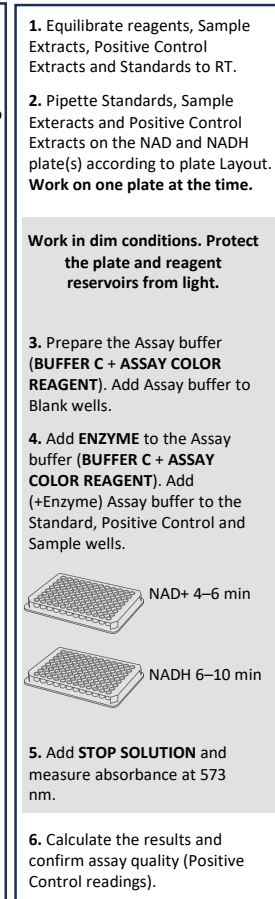 1. Equilibrate reagents, Sample
Extracts, Positive Control
Extracts and Standards to RT.
2. Pipette Standards, Sample
Exteracts and Positive Control
Extracts on the NAD and NADH
plate(s) according to plate Layout.
Work on one plate at the time.
Work in dim conditions. Protect
the plate and reagent
reservoirs from light.
3. Prepare the Assay buffer
(BUFFER C + ASSAY COLOR
REAGENT). Add Assay buffer to
Blank wells.
4. Add ENZYME to the Assay
buffer (BUFFER C + ASSAY
COLOR REAGENT). Add
(+Enzyme) Assay buffer to the
Standard, Positive Control and
Sample wells.
NAD+ 4–6 min
NADH 6–10 min
5. Add STOP SOLUTION and
measure absorbance at 573
nm.
6. Calculate the results and
confirm assay quality (Positive
Control readings).